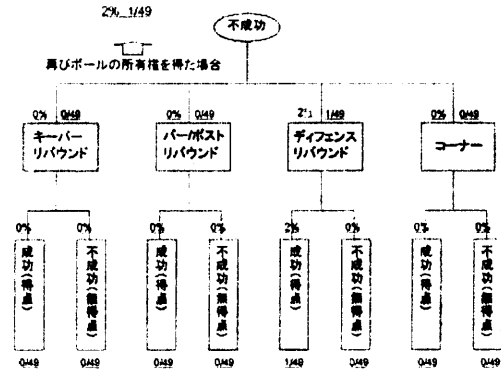 2% 1/49
不成功
再びボールの所有権を得た場合
0% 0/49
0% 0/49
2% 1/49
0% 0/49
キーパー
リバウンド
バー/ポスト
リバウンド
ディフェンス
リバウンド
コーナー
0% 0% 0% 0% 2% 0% 0% 0%
成功(得点)
不成功(無得点)
成功(得点)
不成功(無得点)
成功(得点)
不成功(無得点)
成功(得点)
不成功(無得点)
0/49 0/49 0/49 0/49 1/49 0/49 0/49 0/49